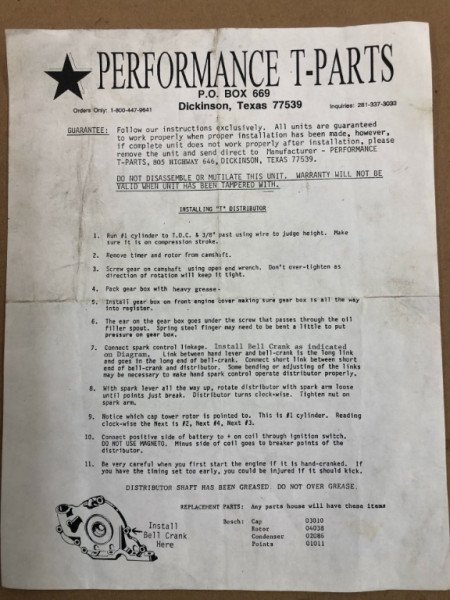 PERFORMANCE T-PARTS
P.O. BOX 669
Orders Only: 1-800-447-9641
Dickinson, Texas 77539
Inquiries: 281-337-3033
GUARANTEE: Follow our instructions exclusively. All units are guaranteed
to work properly when proper installation has been made, however,
if complete unit does not work properly after installation, please
remove the unit and send direct to Manufacturer - PERFORMANCE
T-PARTS, 805 HIGHWAY 646, DICKINSON, TEXAS 77539.
DO NOT DISASSEMBLE OR MUTILATE THIS UNIT. WARRANTY WILL NOT BE
VALID WHEN UNIT HAS BEEN TAMPERED WITH.
INSTALLING "T" DISTRIBUTOR
1. Run #1 cylinder to T.D.C. & 3/8" past using wire to judge height. Make
sure it is on compression stroke.
2. Remove timer and rotor from camshaft.
3. Screw gear on camshaft using open end wrench. Don't over-tighten as
direction of rotation will keep it tight.
4. Pack gear box with heavy grease.
5. Install gear box on front engine cover making sure gear box is all the way
into register.
6. The ear on the gear box goes under the screw that passes through the oil
filler spout. Spring steel finger may need to be bent a little to put
pressure on gear box.
7. Connect spark control linkage. Install Bell Crank as indicated
on Diagram. Link between hand lever and bell-crank is the long link
and goes in the long end of bell-crank. Connect short link between short
end of bell-crank and distributor. Some bending or adjusting of the links
may be necessary to make hand spark control operate distributor properly.
8. With spark lever all the way up, rotate distributor with spark arm loose
until points just break. Distributor turns clock-wise. Tighten nut on
spark arm.
9. Notice which cap tower rotor is pointed to. This is #1 cylinder. Reading
clock-wise the Next is #2, Next #4, Next #3.
10. Connect positive side of battery to + on coil through ignition switch.
DO NOT USE MAGNETO. Minus side of coil goes to breaker points of the
distributor.
11. Be very careful when you first start the engine if it is hand-cranked. If
you have the timing set too early, you could be injured if it should kick.
DISTRIBUTOR SHAFT HAS BEEN GREASED. DO NOT OVER GREASE.
REPLACEMENT PARTS: Any parts house will have these items
Bosch: Cap 03010
Rotor 04038
Condenser 02086
Points 01011
Install
Bell Crank
Here